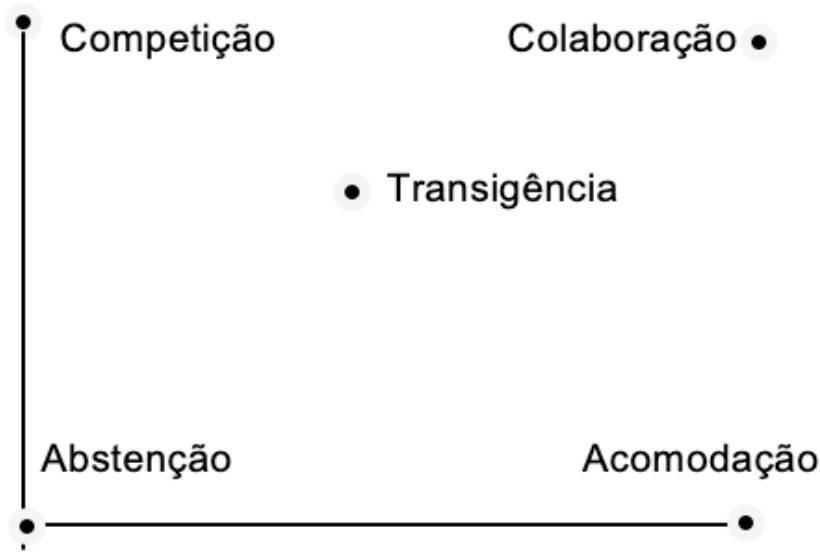 Competição
Colaboração
Transigência
Abstenção
Acomodação